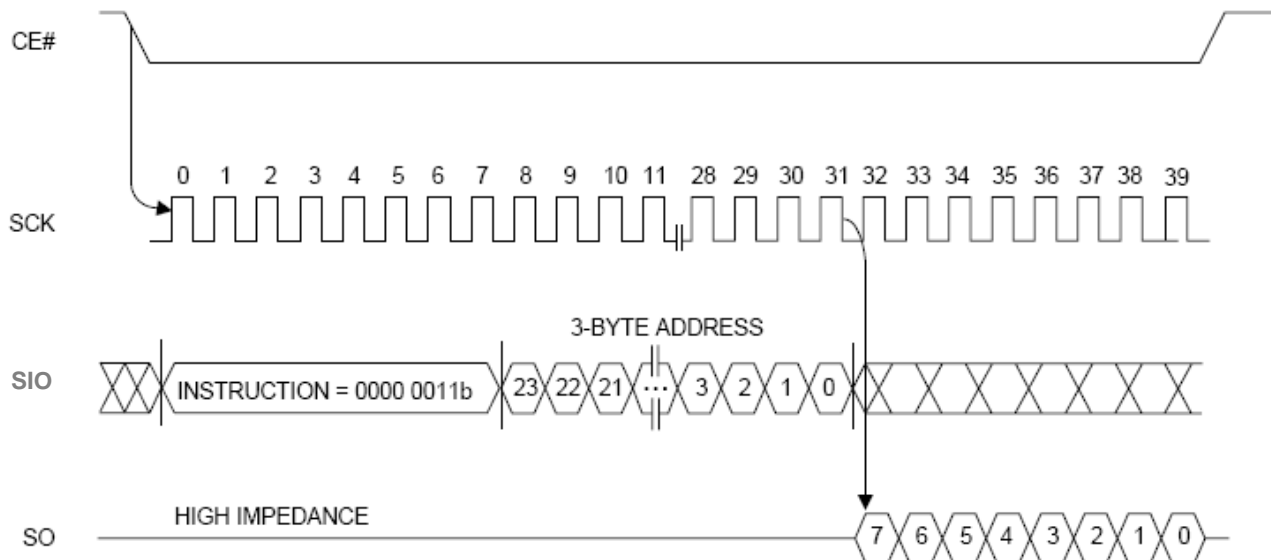 CE#
0 1 2 3 4 5 6 7 8 9 10 11 28 29 30 31 32 33 34 35 36 37 38 39
SCK
3-BYTE ADDRESS
SIO INSTRUCTION = 0000 0011b 23 22 21 ... 3 2 1 0
HIGH IMPEDANCE
SO 7 6 5 4 3 2 1 0